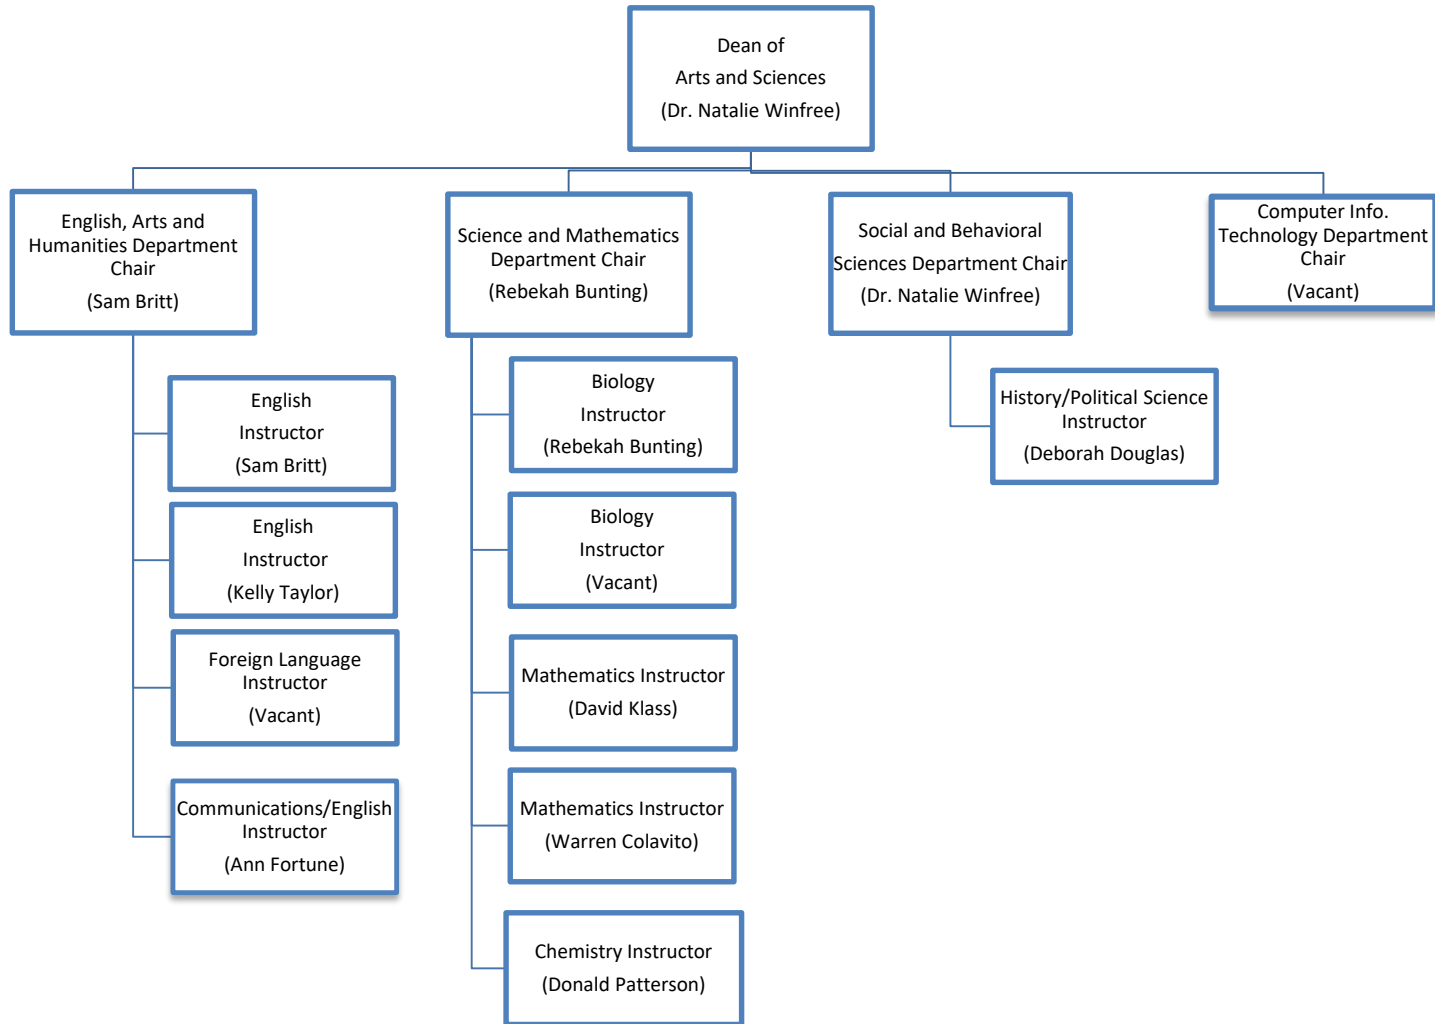 Dean of
Arts and Sciences
(Dr. Natalie Winfree)
English, Arts and
Humanities Department
Chair
(Sam Britt)
Science and Mathematics
Department Chair
(Rebekah Bunting)
Social and Behavioral
Sciences Department Chair
(Dr. Natalie Winfree)
Computer Info.
Technology Department
Chair
(Vacant)
English
Instructor
(Sam Britt)
English
Instructor
(Kelly Taylor)
Foreign Language
Instructor
(Vacant)
Communications/English
Instructor
(Ann Fortune)
Biology
Instructor
(Rebekah Bunting)
Biology
Instructor
(Vacant)
Mathematics Instructor
(David Klass)
Mathematics Instructor
(Warren Colavito)
Chemistry Instructor
(Donald Patterson)
History/Political Science
Instructor
(Deborah Douglas)